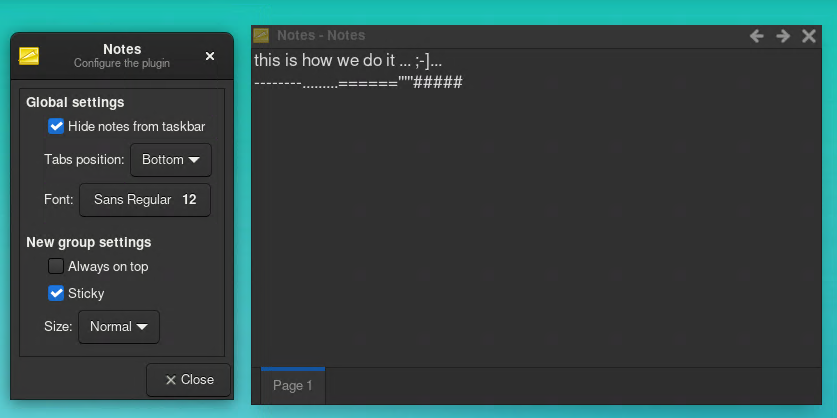 Notes
Configure the plugin
Global settings
Hide notes from taskbar
Tabs position: Bottom
Font: Sans Regular 12
New group settings
Always on top
Sticky
Size: Normal
Close
Notes - Notes
this is how we do it ... ;-]...
--------.........======"""#####
Page 1